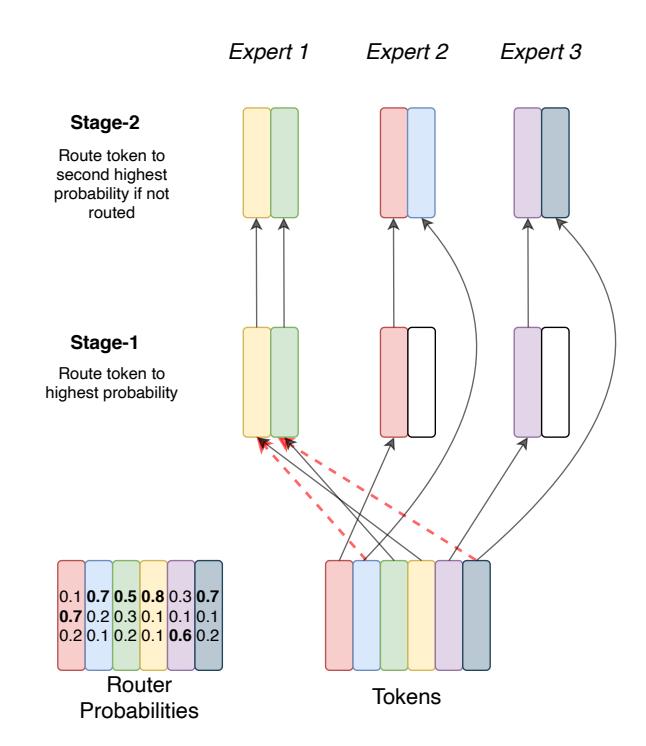 Expert 1 Expert 2 Expert 3
Stage-2
Route token to
second highest
probability if not
routed
Stage-1
Route token to
highest probability
0.1 0.7 0.5 0.8 0.3 0.7
0.7 0.2 0.3 0.1 0.1 0.1
0.2 0.1 0.2 0.1 0.6 0.2
Router
Probabilities
Tokens